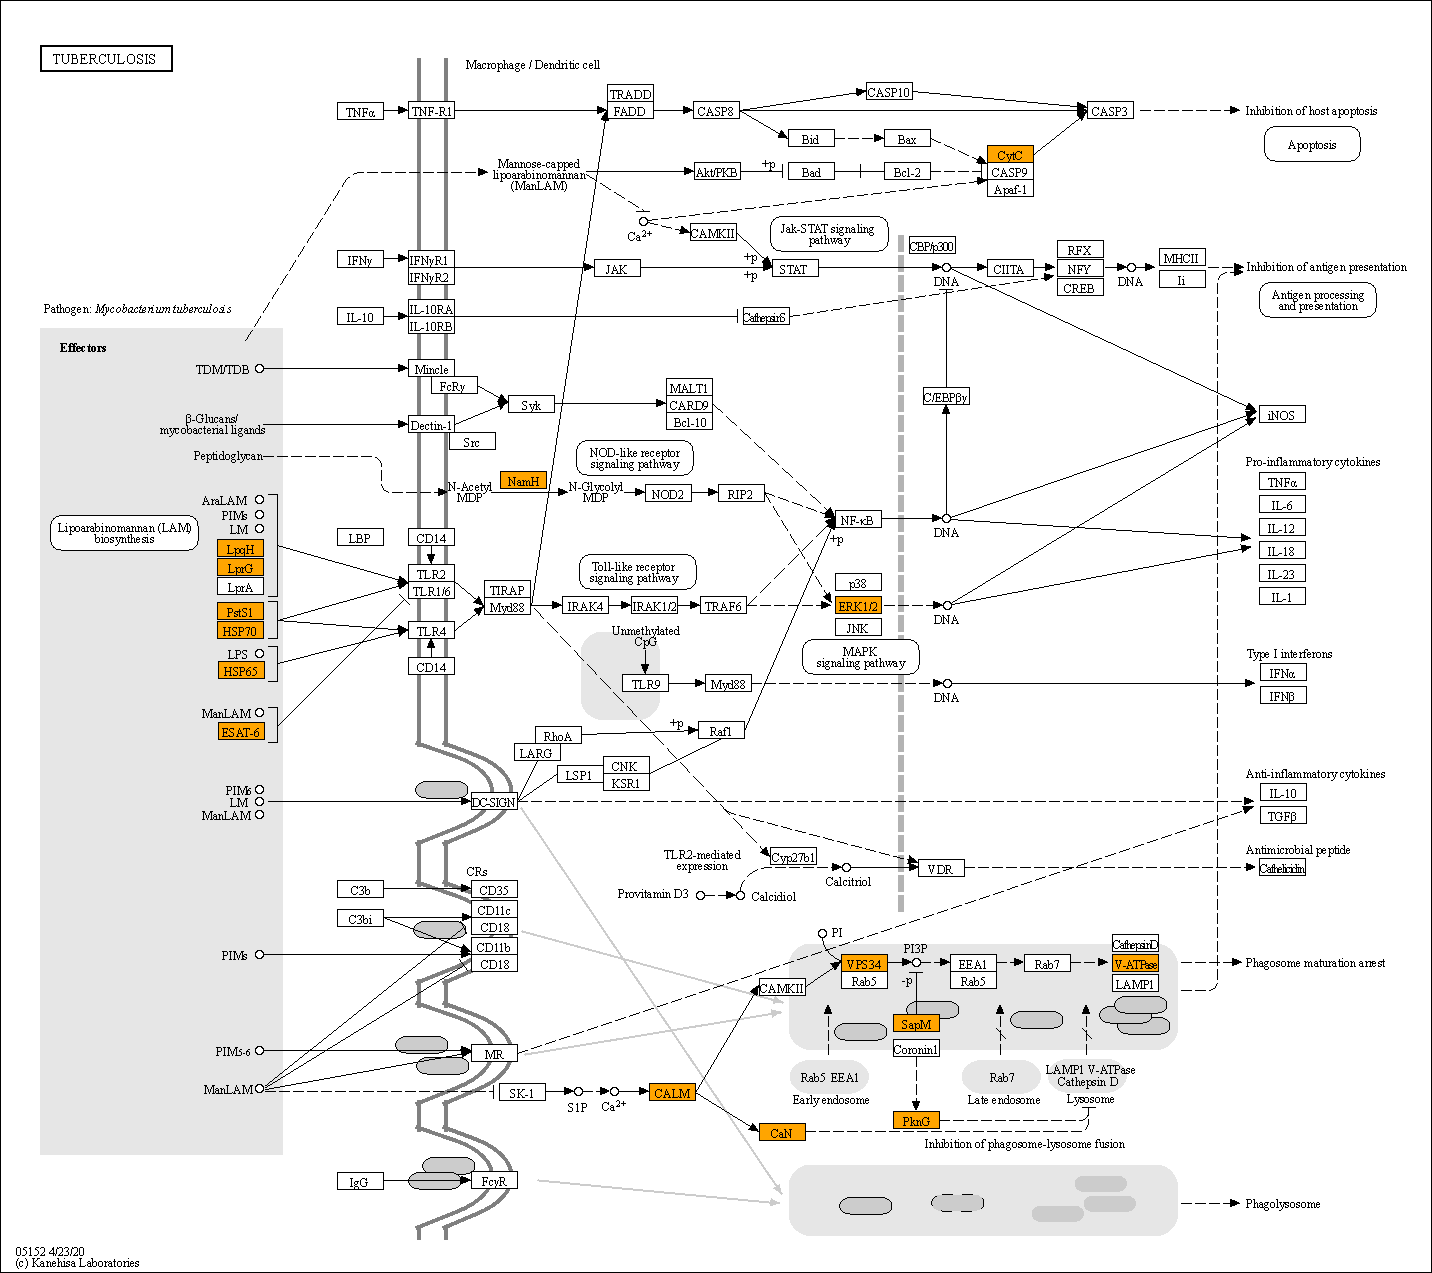 TUBERCULOSIS
Macrophage / Dendritic cell
TNFα
TNF-R1
TRADD
FADD
CASP8
CASP10
CASP3
Inhibition of host apoptosis
Apoptosis
Bid
Bax
CytC
CASP9
Apaf-1
Mannose-capped
lipoarabinomannan
(ManLAM)
Akt/PKB
+p
Bad
Bcl-2
Ca2+
CAMKII
Jak-STAT signaling
pathway
IFNγ
IFNγR1
IFNγR2
JAK
+p
+p
STAT
CBP/p300
DNA
CIITA
RFX
NFY
CREB
DNA
MHCII
Ii
Inhibition of antigen presentation
Antigen processing
and presentation
Pathogen: Mycobacterium tuberculosis
IL-10
IL-10RA
IL-10RB
CathepsinS
Effectors
TDM/TDB
Mincle
FcRγ
Syk
MALT1
CARD9
Bcl-10
C/EBPβγ
iNOS
β-Glucans/
mycobacterial ligands
Dectin-1
Src
Peptidoglycan
N-Acetyl
MDP
NamH
N-Glycolyl
MDP
NOD-like receptor
signaling pathway
NOD2
RIP2
NF-κB
+p
DNA
Pro-inflammatory cytokines
TNFα
IL-6
IL-12
IL-18
IL-23
IL-1
AraLAM
PIMs
LM
LpqH
LprG
LprA
Lipoarabinomannan (LAM)
biosynthesis
LBP
CD14
TLR2
TLR1/6
TIRAP
Myd88
Toll-like receptor
signaling pathway
IRAK4
IRAK1/2
TRAF6
p38
ERK1/2
JNK
DNA
MAPK
signaling pathway
PstS1
HSP70
TLR4
CD14
LPS
HSP65
Unmethylated
CpG
TLR9
Myd88
DNA
Type I interferons
IFNα
IFNβ
ManLAM
ESAT-6
RhoA
LARG
+p
Raf1
LSP1
CNK
KSR1
PIMs
LM
ManLAM
DC-SIGN
Anti-inflammatory cytokines
IL-10
TGFβ
TLR2-mediated
expression
Cyp27b1
Provitamin D3
Calcidiol
Calcitriol
VDR
Antimicrobial peptide
Cathelicidin
CRs
C3b
CD35
C3bi
CD11c
CD18
CD11b
CD18
PIMs
PI
VPS34
Rab5
PI3P
-p
EEA1
Rab5
Rab7
CathepsinD
V-ATPase
LAMP1
Phagosome maturation arrest
CAMKII
SapM
Coronin1
PIM5-6
MR
ManLAM
SK-1
S1P
Ca2+
CALM
CaN
PknG
Rab5 EEA1
Early endosome
Rab7
Late endosome
LAMP1 V-ATPase
Cathepsin D
Lysosome
Inhibition of phagosome-lysosome fusion
IgG
FcγR
Phagolysosome
05152 4/23/20
(c) Kanehisa Laboratories